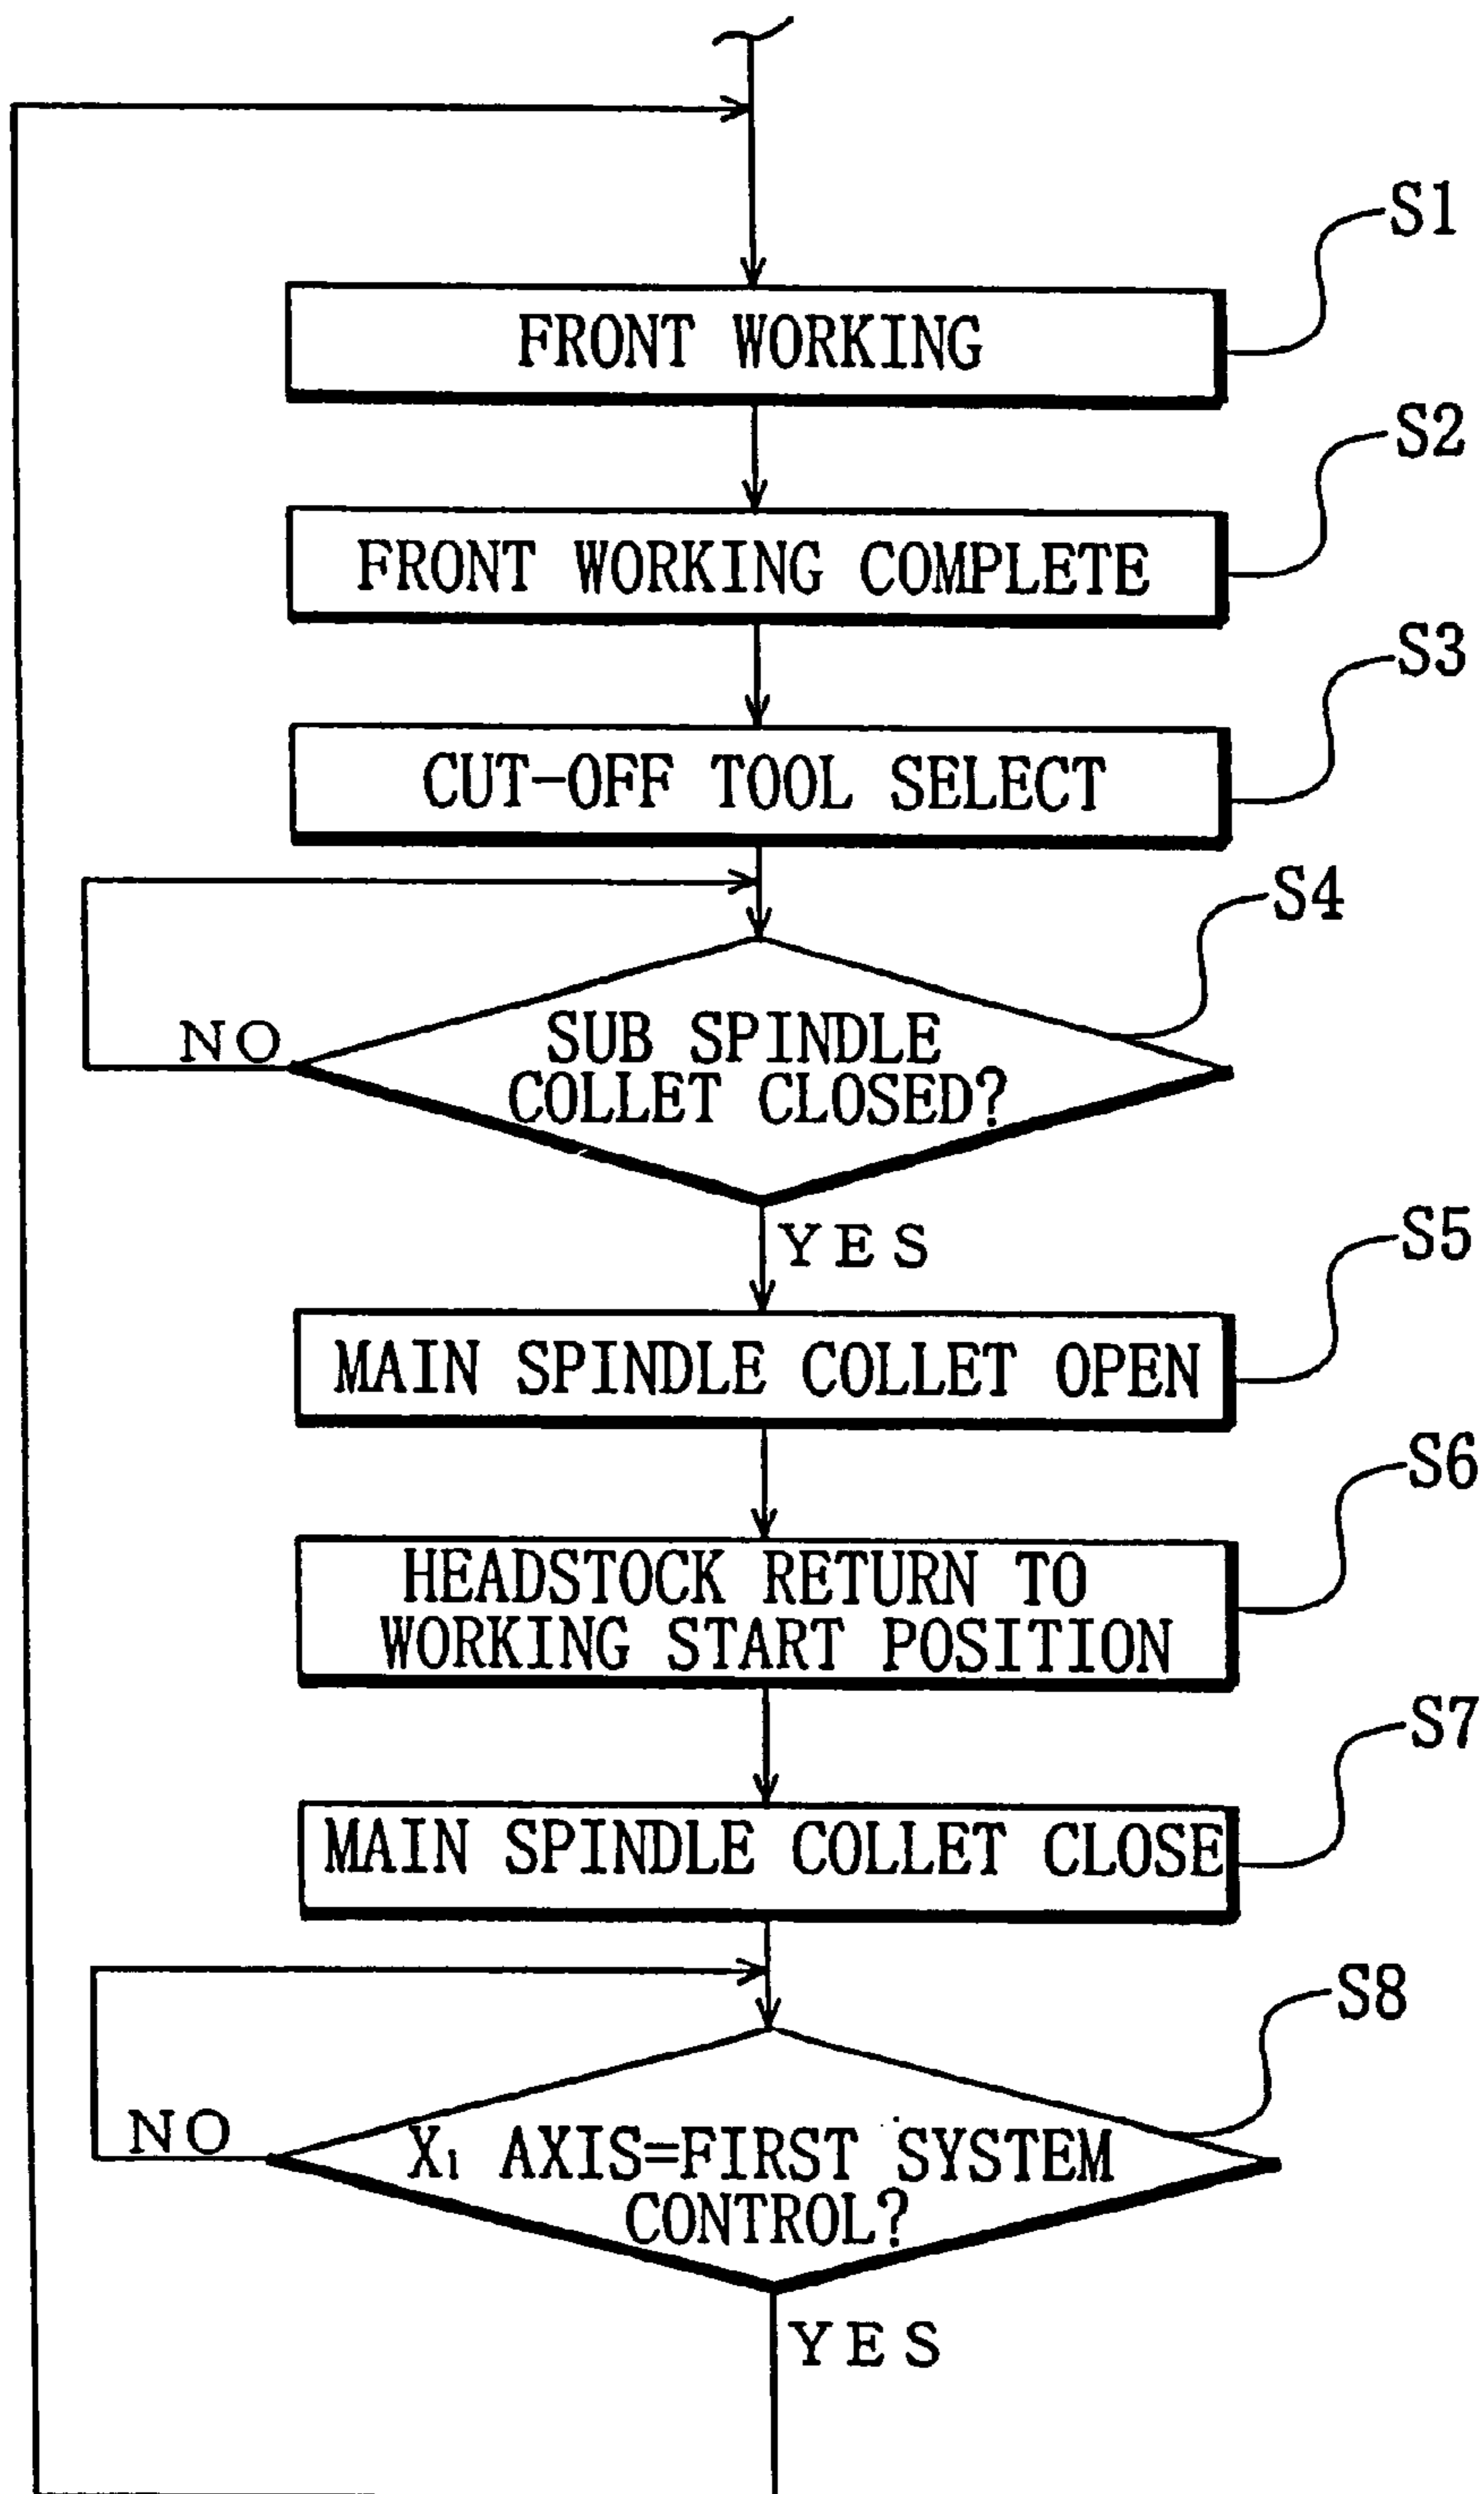 S1
FRONT WORKING
S2
FRONT WORKING COMPLETE
S3
CUT-OFF TOOL SELECT
S4
NO
SUB SPINDLE
COLLET CLOSED?
YES
S5
MAIN SPINDLE COLLET OPEN
S6
HEADSTOCK RETURN TO
WORKING START POSITION
S7
MAIN SPINDLE COLLET CLOSE
S8
NO
X₁ AXIS=FIRST SYSTEM
CONTROL?
YES